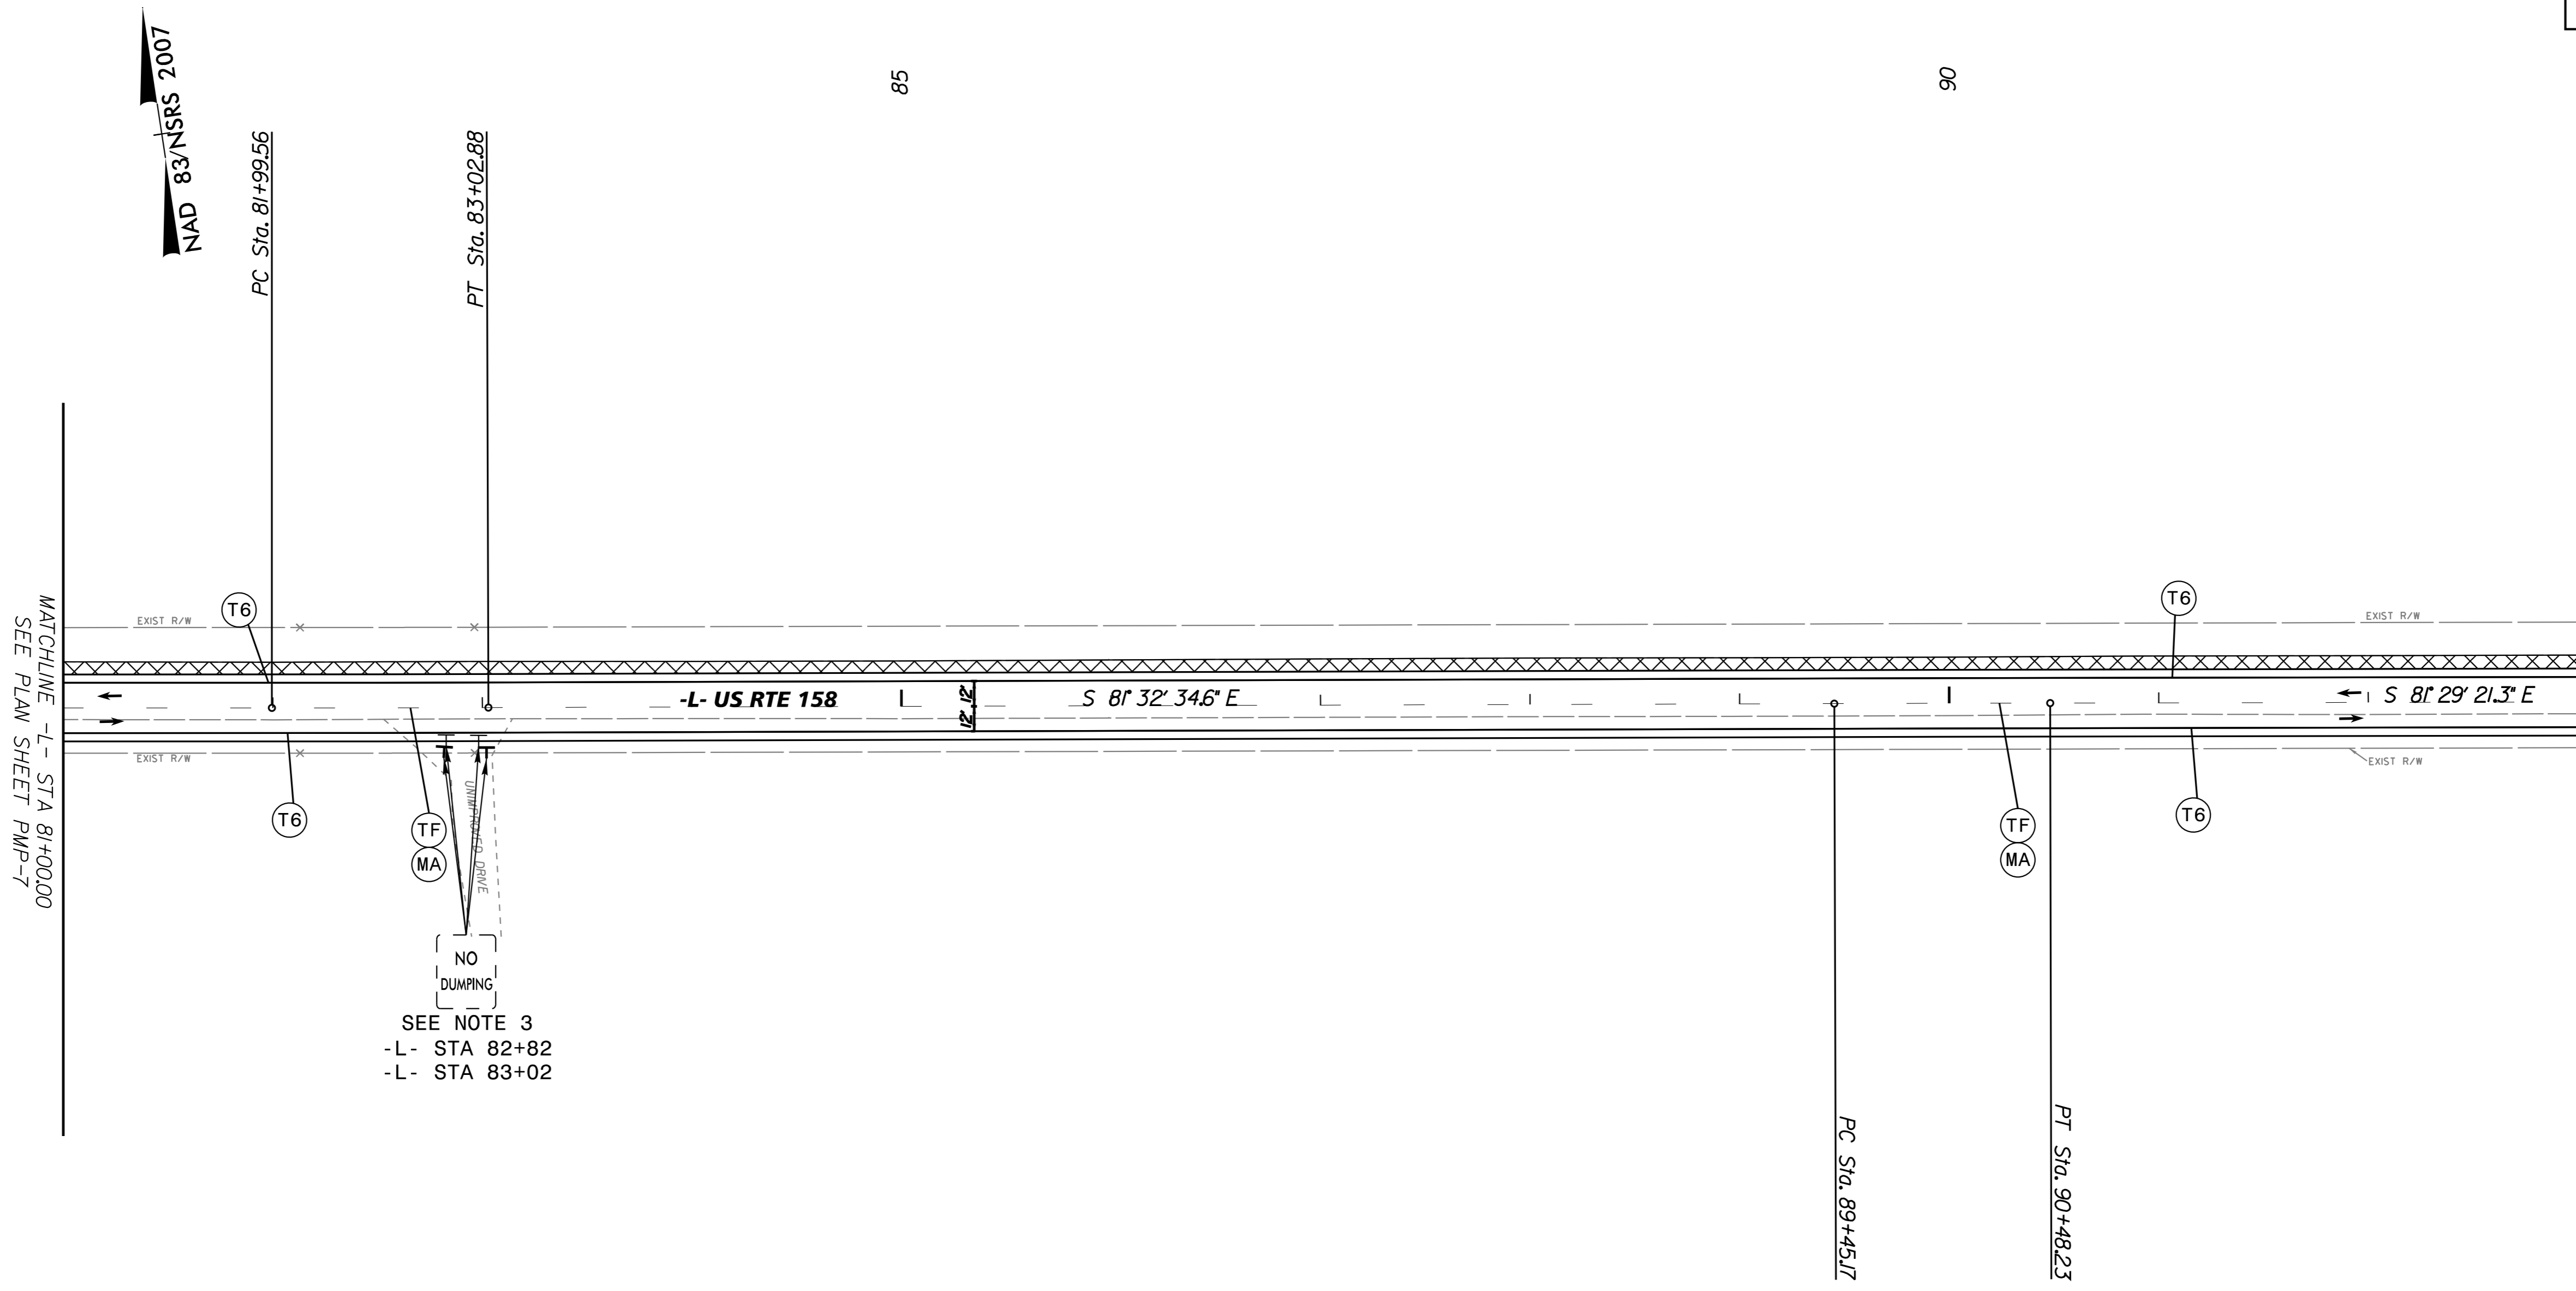 NAD 83/NSRS 2007
PC Sta. 81+99.56
PT Sta. 83+02.88
85
90
T6
T6
EXIST R/W
EXIST R/W
-L- US RTE 158
12' 12'
S 81° 32' 34.6" E
S 81° 29' 21.3" E
EXIST R/W
EXIST R/W
MATCHLINE -L- STA 81+00.00
SEE PLAN SHEET PMP-7
T6
TF
MA
UNIMPROVED DRIVE
TF
MA
T6
NO
DUMPING
SEE NOTE 3
-L- STA 82+82
-L- STA 83+02
PC Sta. 89+45.17
PT Sta. 90+48.23